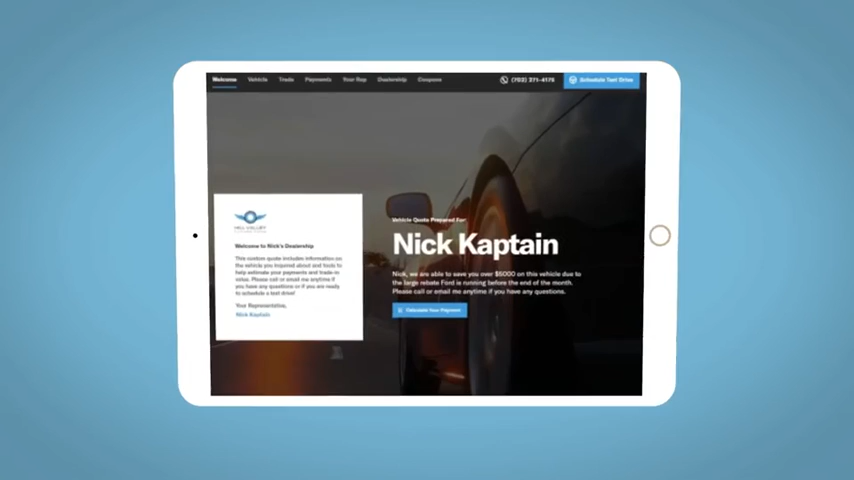 Welcome Vehicle Trade Payments Your Rep Dealership Coupons (702) 271-4175 Schedule Test Drive
HILL VALLEY
Welcome to Nick's Dealership
This custom quote includes information on
the vehicle you inquired about and tools to
help estimate your payments and trade-in
value. Please call or email me anytime if
you have any questions or if you are ready
to schedule a test drive!
Your Representative,
Nick Kaptain
Vehicle Quote Prepared For:
Nick Kaptain
Nick, we are able to save you over $5000 on this vehicle due to
the large rebate Ford is running before the end of the month.
Please call or email me anytime if you have any questions.
Calculate Your Payment